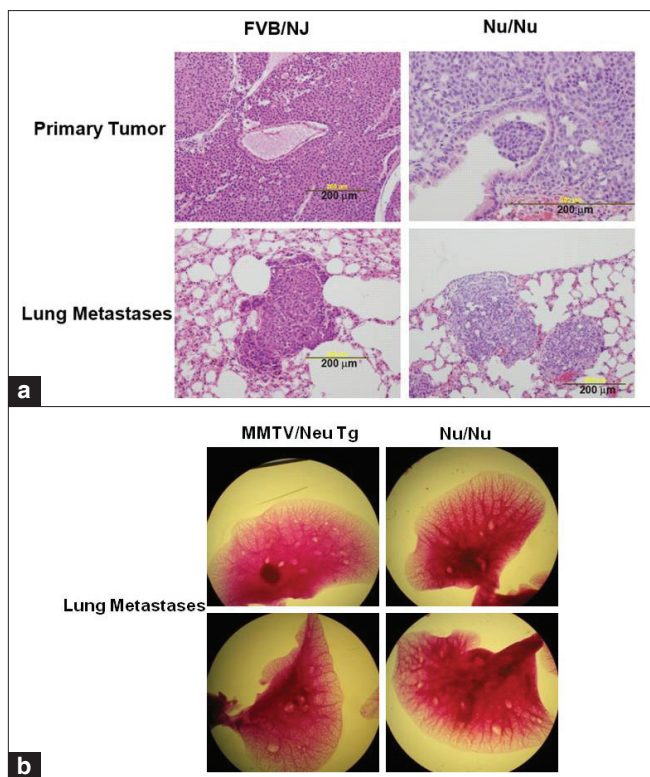 FVB/NJ
Nu/Nu
Primary Tumor
200 µm
200 µm
Lung Metastases
200 µm
200 µm
a
MMTV/Neu Tg
Nu/Nu
Lung Metastases
b